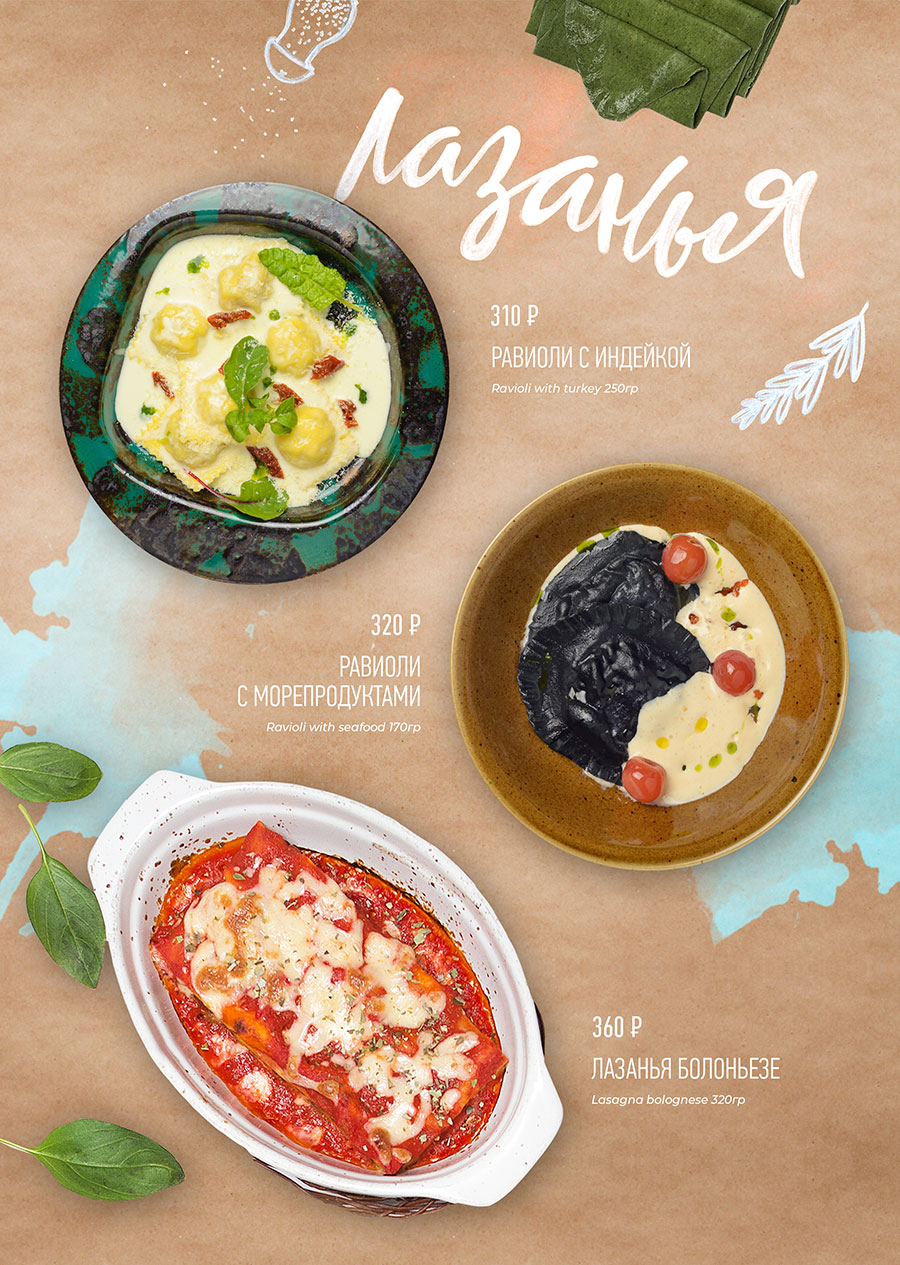 Лазанья
310 ₽
РАВИОЛИ С ИНДЕЙКОЙ
Ravioli with turkey 250гр
320 ₽
РАВИОЛИ
С МОРЕПРОДУКТАМИ
Ravioli with seafood 170гр
360 ₽
ЛАЗАНЬЯ БОЛОНЬЕЗЕ
Lasagna bolognese 320гр